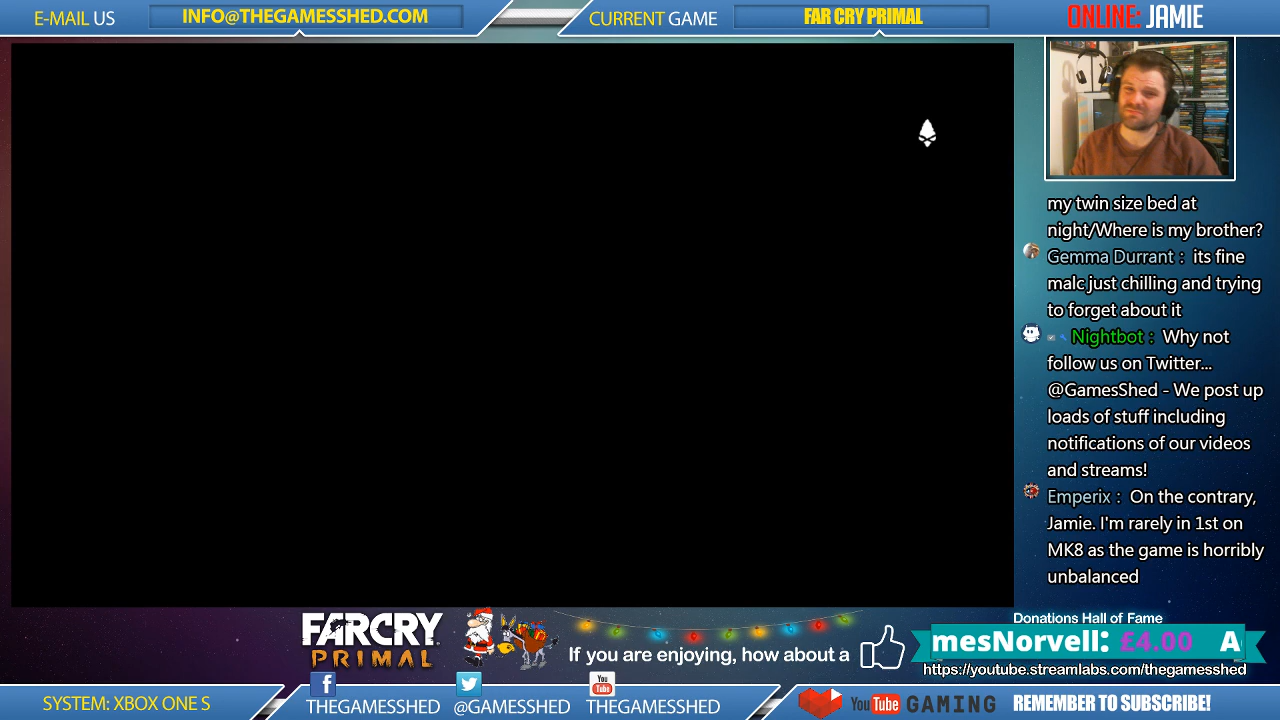 E-MAIL US
INFO@THEGAMESSHED.COM
CURRENT GAME
FAR CRY PRIMAL
ONLINE: JAMIE
my twin size bed at
night/Where is my brother?
Gemma Durrant : its fine
malc just chilling and trying
to forget about it
Nightbot : Why not
follow us on Twitter...
@GamesShed - We post up
loads of stuff including
notifications of our videos
and streams!
Emperix : On the contrary,
Jamie. I'm rarely in 1st on
MK8 as the game is horribly
unbalanced
FARCRY
PRIMAL
If you are enjoying, how about a
Donations Hall of Fame
mesNorvell: £4.00 A
https://youtube.streamlabs.com/thegamesshed
SYSTEM: XBOX ONE S
f
THEGAMESSHED
@GAMESSHED
You
Tube
THEGAMESSHED
YouTube GAMING
REMEMBER TO SUBSCRIBE!